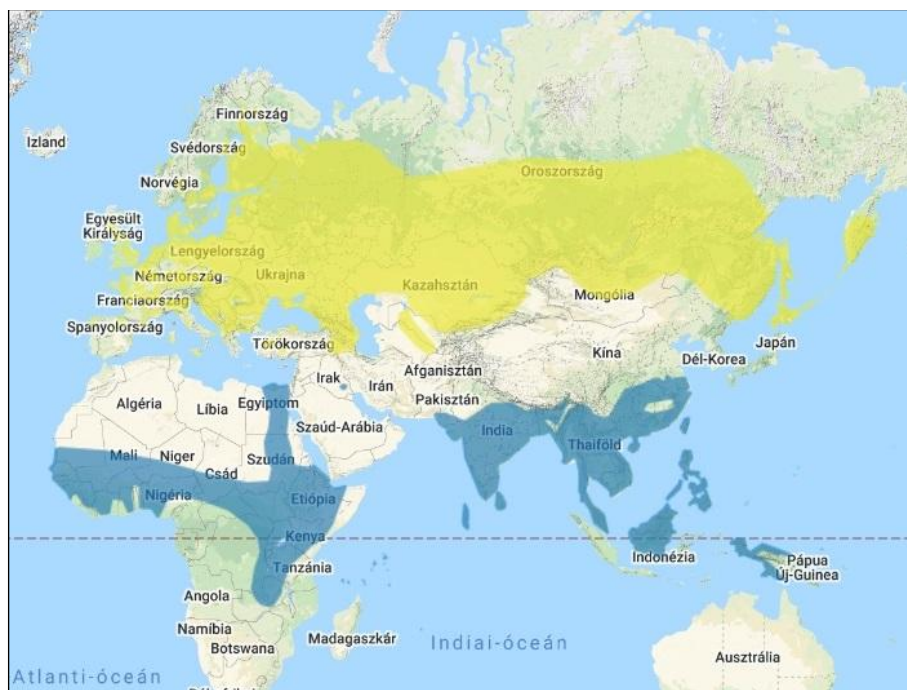 Finnország
Izland
Svédország
Oroszország
Norvégia
Egyesült
Királyság
Lengyelország
Németország
Ukrajna
Kazahsztán
Mongólia
Franciaország
Spanyolország
Törökország
Japán
Kína
Dél-Korea
Afganisztán
Irak
Irán
Pakisztán
Algéria
Líbia
Egyiptom
Szaúd-Arábia
India
Thaiföld
Mali
Niger
Csád
Szudán
Nigéria
Etiópia
Kenya
Indonézia
Pápua
Új-Guinea
Tanzánia
Angola
Namíbia
Botswana
Madagaszkár
Indiai-óceán
Ausztrália
Atlanti-óceán